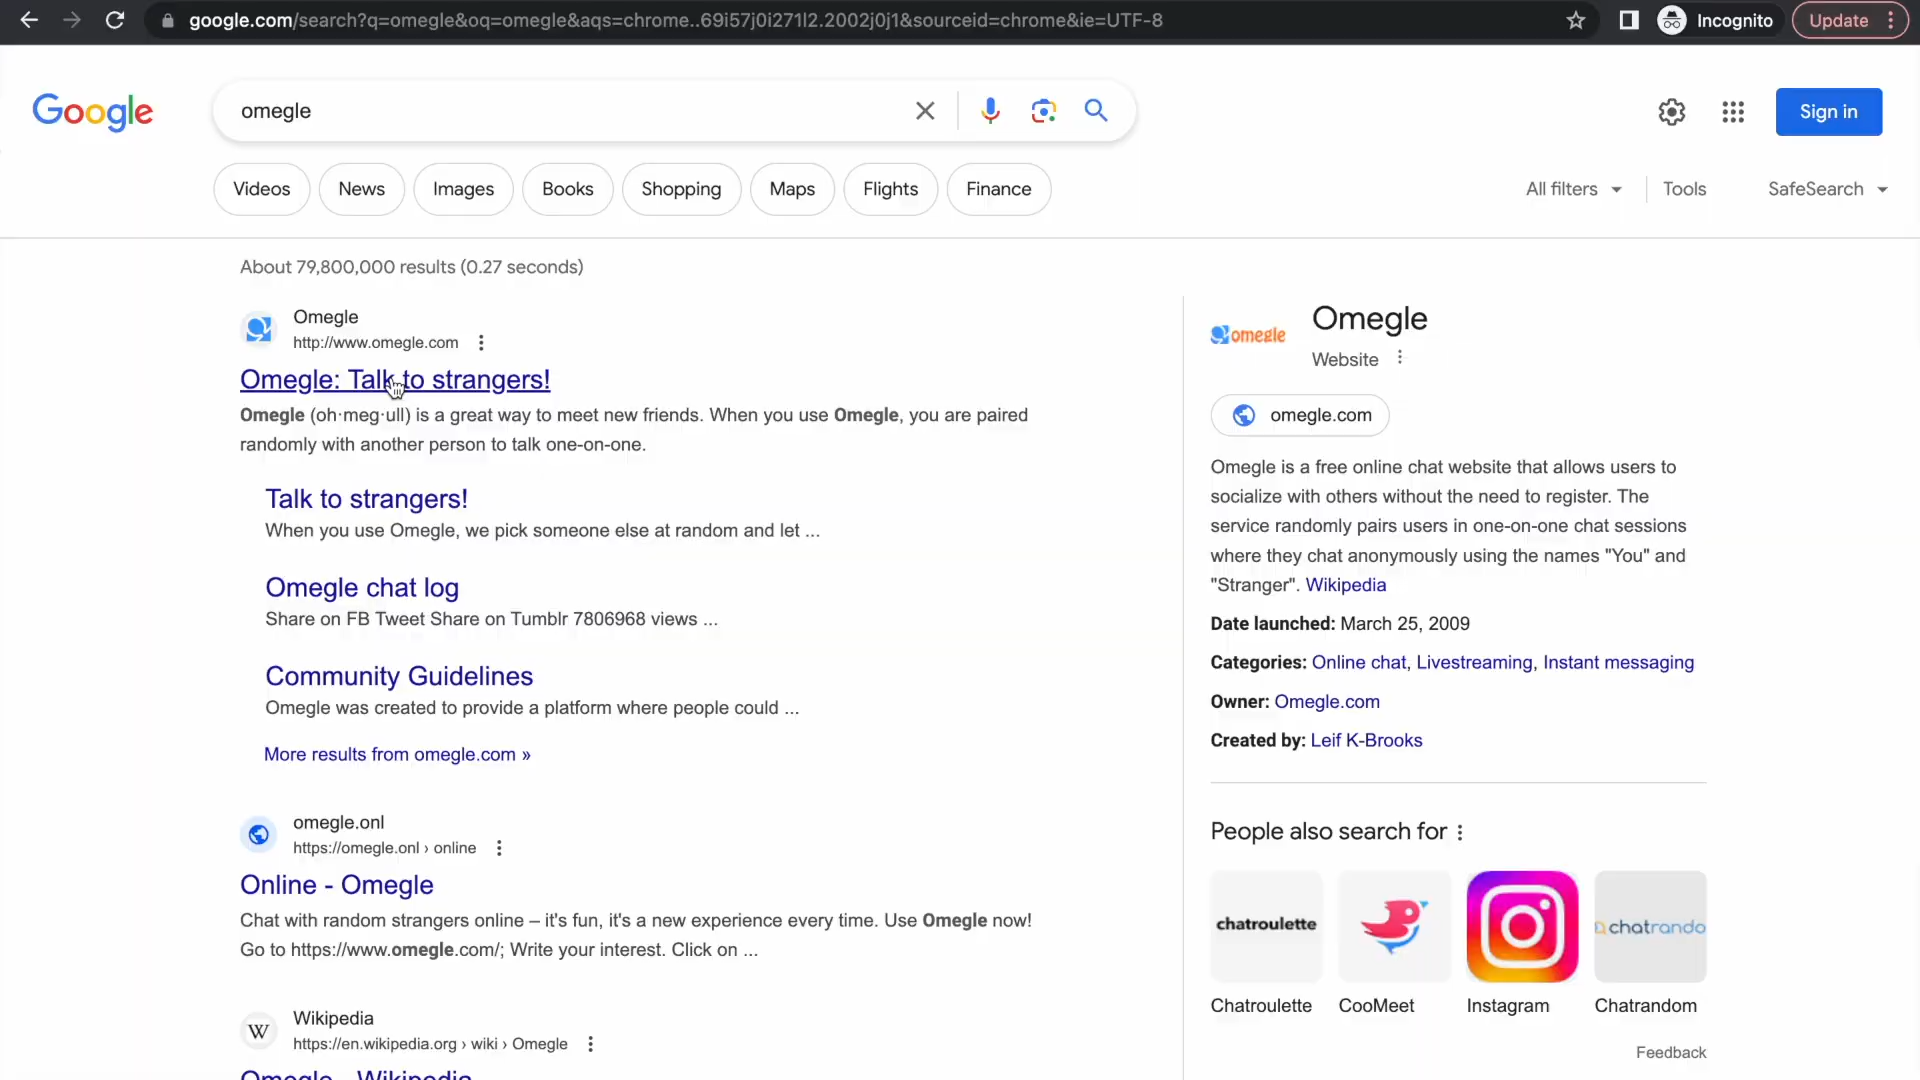 google.com/search?q=omegle&oq=omegle&aqs=chrome..69i57j0i271l2.2002j0j1&sourceid=chrome&ie=UTF-8
Incognito
Update
Google
omegle
Sign in
Videos
News
Images
Books
Shopping
Maps
Flights
Finance
All filters
Tools
SafeSearch
About 79,800,000 results (0.27 seconds)
Omegle
http://www.omegle.com
Omegle: Talk to strangers!
Omegle (oh·meg·ull) is a great way to meet new friends. When you use Omegle, you are paired
randomly with another person to talk one-on-one.
Talk to strangers!
When you use Omegle, we pick someone else at random and let ...
Omegle chat log
Share on FB Tweet Share on Tumblr 7806968 views ...
Community Guidelines
Omegle was created to provide a platform where people could ...
More results from omegle.com »
omegle.onl
https://omegle.onl › online
Online - Omegle
Chat with random strangers online – it's fun, it's a new experience every time. Use Omegle now!
Go to https://www.omegle.com/; Write your interest. Click on ...
W
Wikipedia
https://en.wikipedia.org › wiki › Omegle
Omegle - Wikipedia
omegle
Omegle
Website
omegle.com
Omegle is a free online chat website that allows users to
socialize with others without the need to register. The
service randomly pairs users in one-on-one chat sessions
where they chat anonymously using the names "You" and
"Stranger". Wikipedia
Date launched: March 25, 2009
Categories: Online chat, Livestreaming, Instant messaging
Owner: Omegle.com
Created by: Leif K-Brooks
People also search for
chatroulette
chatrando
Chatroulette
CooMeet
Instagram
Chatrandom
Feedback